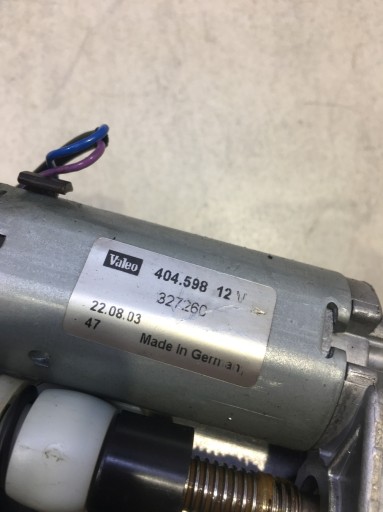 Valeo 404.598 12 V
32726C
22.08.03
47 Made In Germany